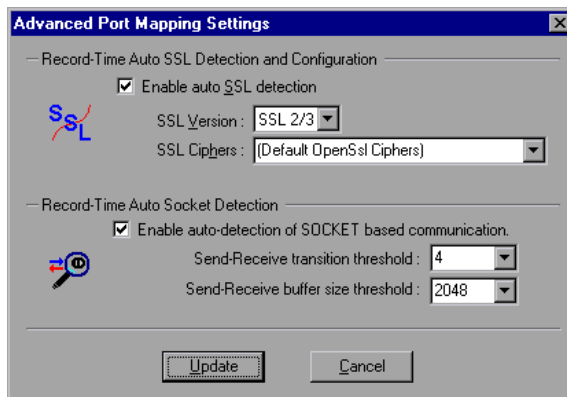 Advanced Port Mapping Settings
Record-Time Auto SSL Detection and Configuration
Enable auto SSL detection
SSL
SSL Version : SSL 2/3
SSL Ciphers : (Default OpenSsl Ciphers)
Record-Time Auto Socket Detection
Enable auto-detection of SOCKET based communication.
Send-Receive transition threshold : 4
Send-Receive buffer size threshold : 2048
Update Cancel